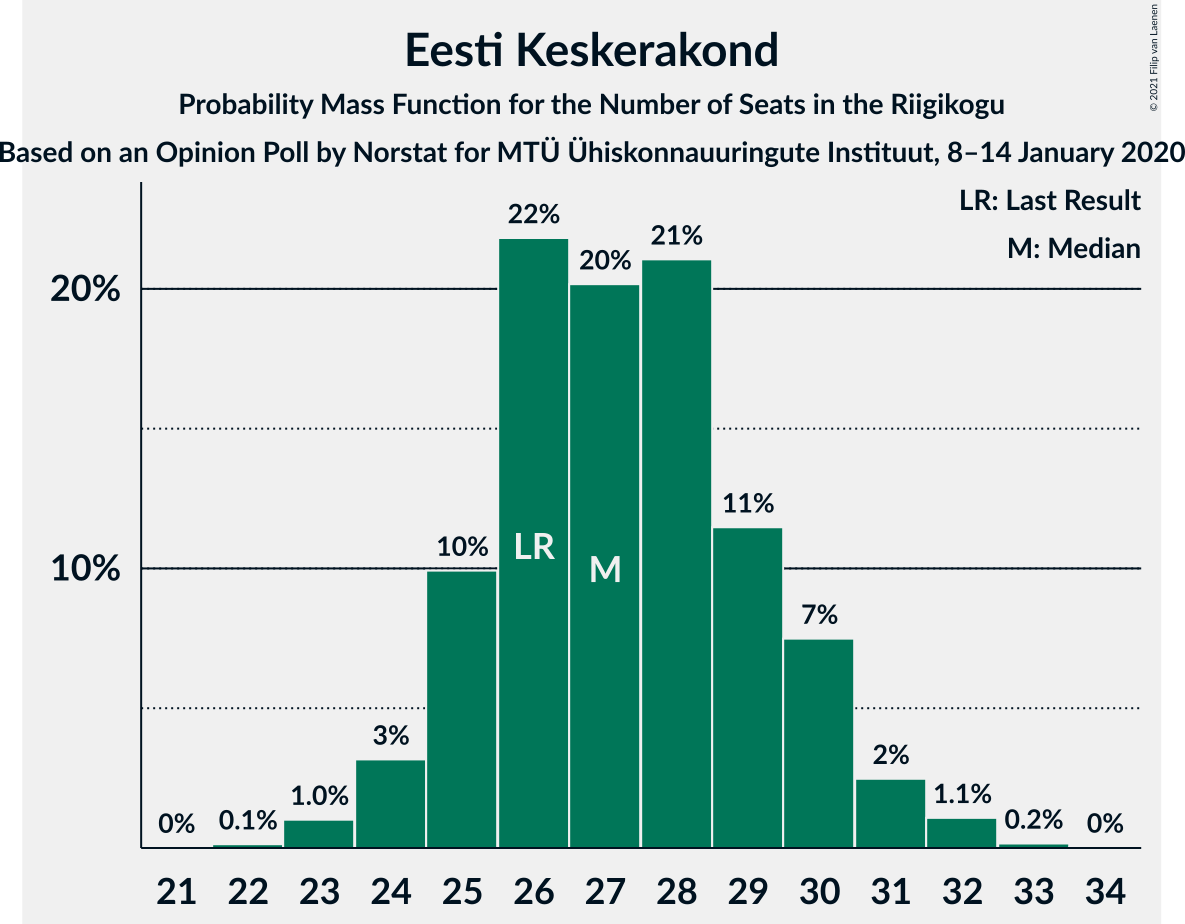 Eesti Keskerakond
Probability Mass Function for the Number of Seats in the Riigikogu
Based on an Opinion Poll by Norstat for MTÜ Ühiskonnauuringute Instituut, 8–14 January 2020
© 2021 Filip van Laenen
LR: Last Result
M: Median
20%
10%
0%
0.1%
1.0%
3%
10%
22%
20%
21%
11%
7%
2%
1.1%
0.2%
0%
LR
M
21 22 23 24 25 26 27 28 29 30 31 32 33 34